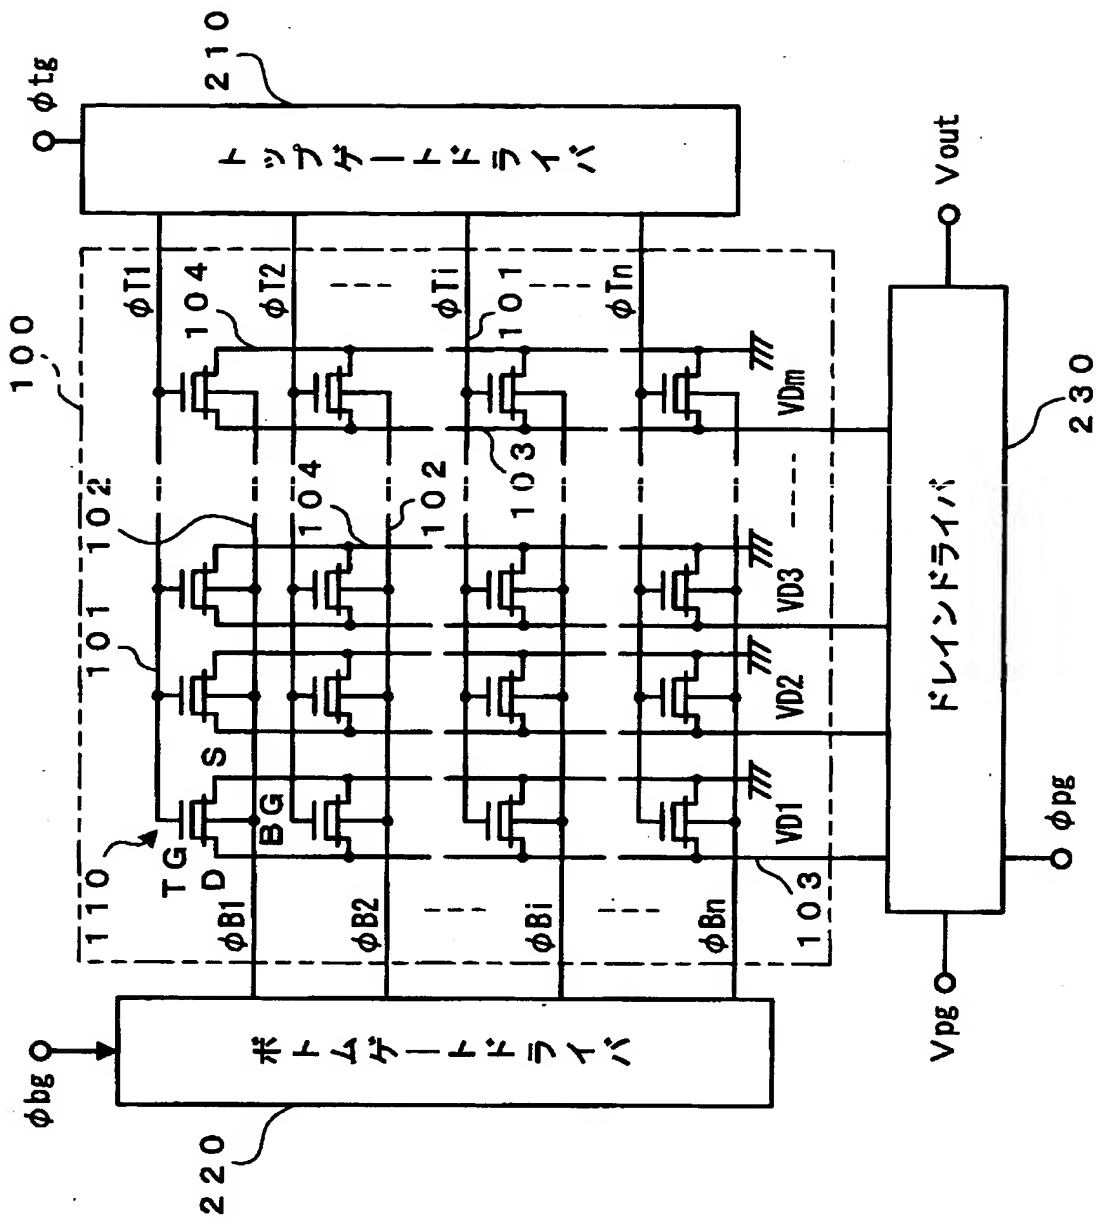 100
φtg
210
トップゲートドライバ
φT1
φT2
φTi
φTn
104
101
103
VDm
102
101
104
102
VD3
VD2
VD1
S
TG
D
BG
110
φB1
φB2
φBi
φBn
103
φbg
220
ボトムゲートドライバ
Vout
230
ドレインドライバ
Vpg
φpg